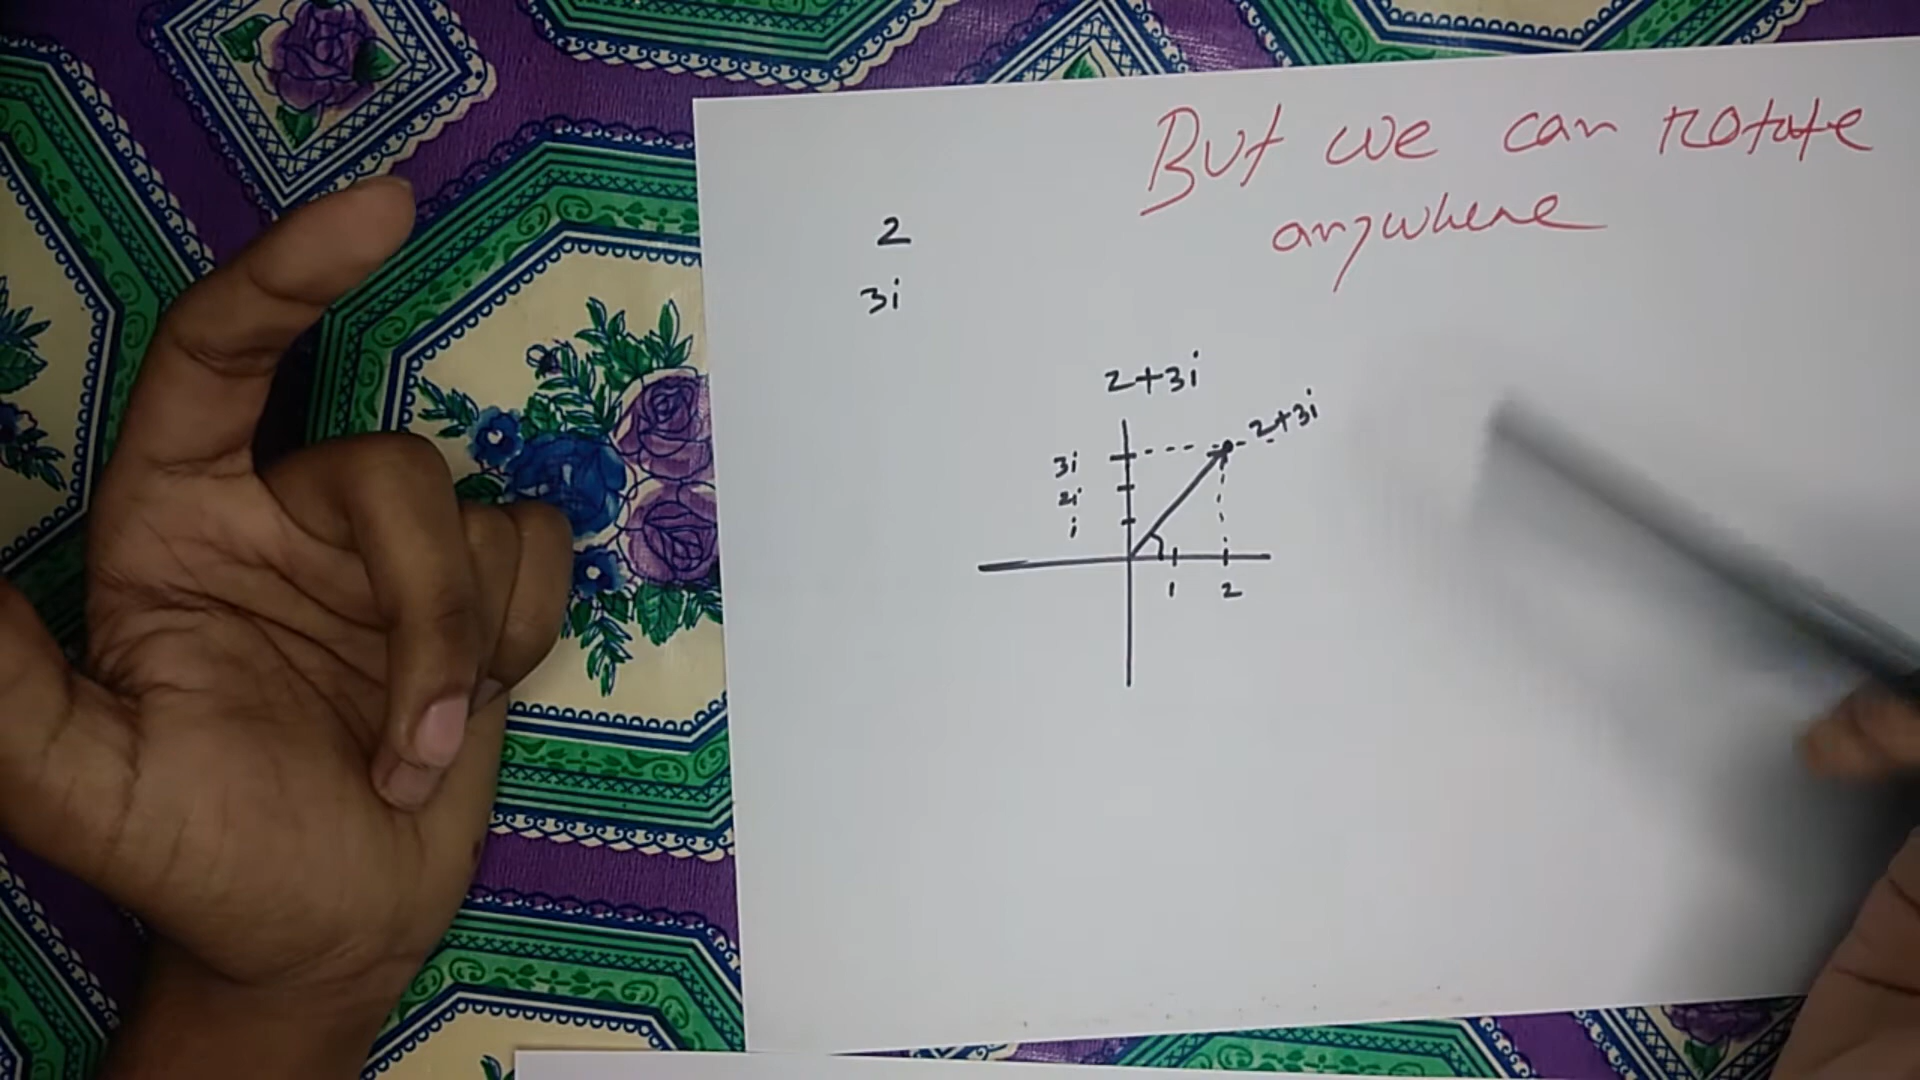 But we can rotate
anywhere
2
3i
2+3i
2+3i
3i
2i
i
1 2